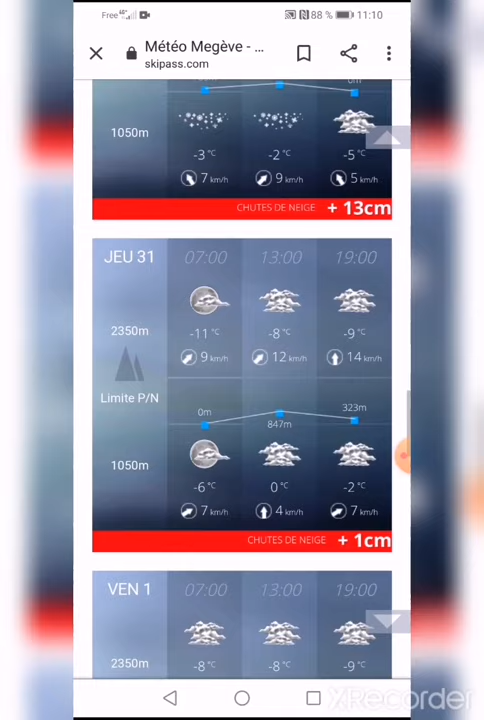 Free 88 % 11:10
Météo Megève - ...
skipass.com
0m
1050m
-3 °C -2 °C -5 °C
7 km/h 9 km/h 5 km/h
CHUTES DE NEIGE + 13cm
JEU 31 07:00 13:00 19:00
2350m
-11 °C -8 °C -9 °C
9 km/h 12 km/h 14 km/h
Limite P/N
0m 847m 323m
1050m
-6 °C 0 °C -2 °C
7 km/h 4 km/h 7 km/h
CHUTES DE NEIGE + 1cm
VEN 1 07:00 13:00 19:00
2350m
-8 °C -8 °C -9 °C
XRecorder